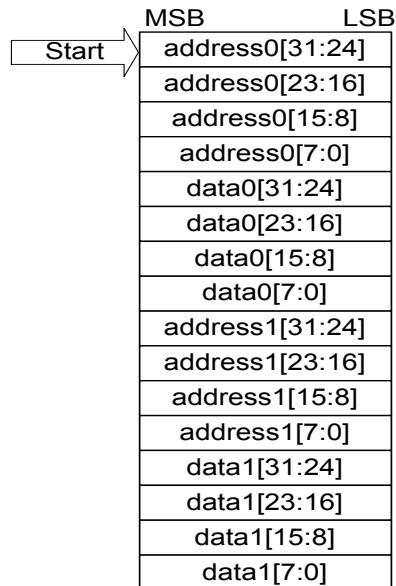 MSB LSB
Start address0[31:24]
address0[23:16]
address0[15:8]
address0[7:0]
data0[31:24]
data0[23:16]
data0[15:8]
data0[7:0]
address1[31:24]
address1[23:16]
address1[15:8]
address1[7:0]
data1[31:24]
data1[23:16]
data1[15:8]
data1[7:0]